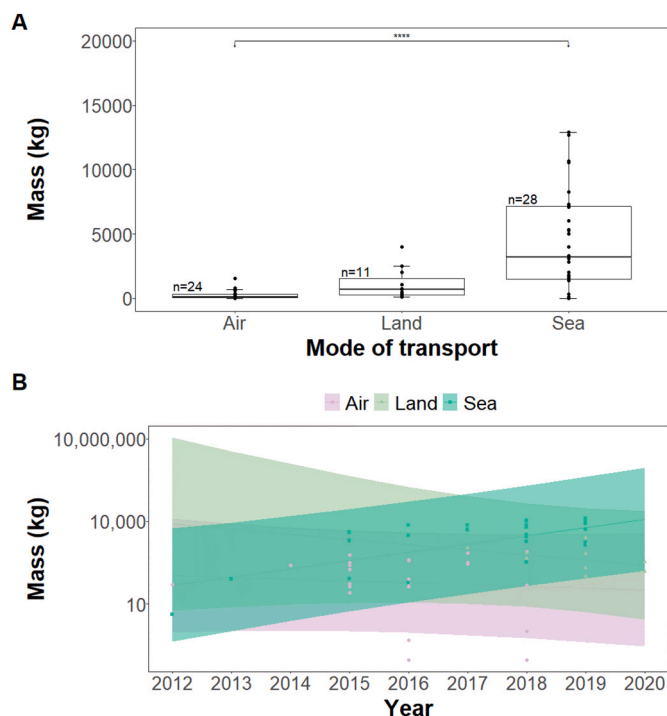 A
20000
15000
10000
5000
0
Mass (kg)
****
n=24
n=11
n=28
Air Land Sea
Mode of transport
B
Air Land Sea
10,000,000
10,000
10
Mass (kg)
2012 2013 2014 2015 2016 2017 2018 2019 2020
Year